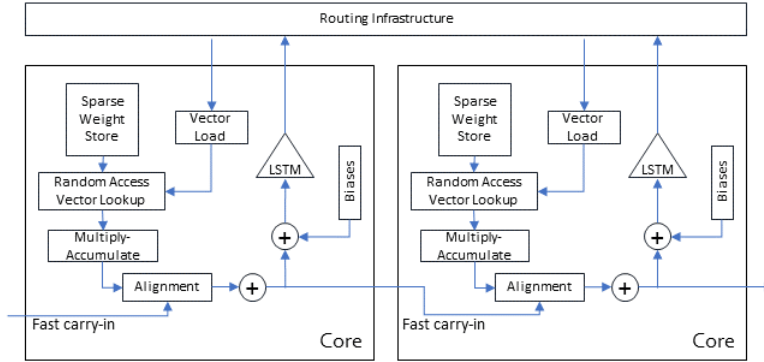 Routing Infrastructure
Sparse
Weight
Store
Vector
Load
LSTM
Biases
Random Access
Vector Lookup
Multiply-
Accumulate
+
Alignment
+
Fast carry-in
Core
Sparse
Weight
Store
Vector
Load
LSTM
Biases
Random Access
Vector Lookup
Multiply-
Accumulate
+
Alignment
+
Fast carry-in
Core